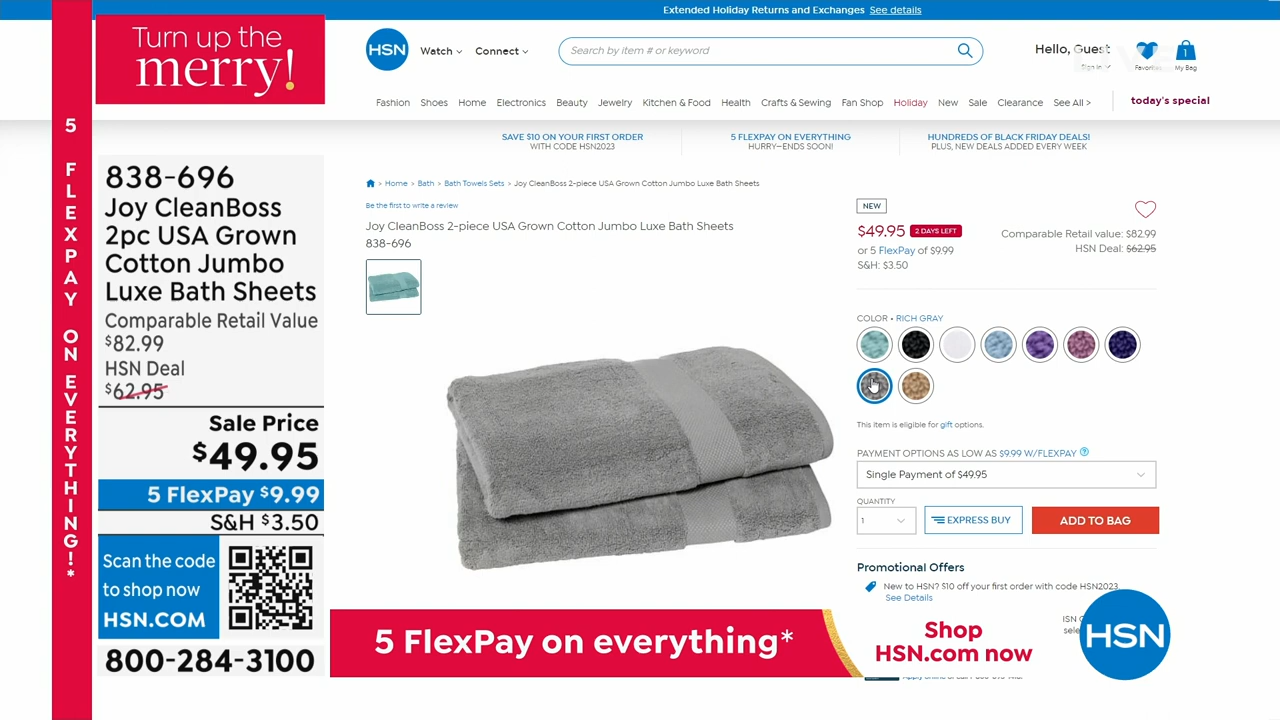 Extended Holiday Returns and Exchanges See details
Turn up the
merry!
HSN
Watch
Connect
Search by item # or keyword
Hello, Guest
Sign In
Favorites
1
My Bag
Fashion Shoes Home Electronics Beauty Jewelry Kitchen & Food Health Crafts & Sewing Fan Shop Holiday New Sale Clearance See All >
today's special
SAVE $10 ON YOUR FIRST ORDER
WITH CODE HSN2023
5 FLEXPAY ON EVERYTHING
HURRY—ENDS SOON!
HUNDREDS OF BLACK FRIDAY DEALS!
PLUS, NEW DEALS ADDED EVERY WEEK
5 FLEXPAY ON EVERYTHING!*
838-696
Joy CleanBoss
2pc USA Grown
Cotton Jumbo
Luxe Bath Sheets
Comparable Retail Value
$82.99
HSN Deal
$62.95
Sale Price
$49.95
5 FlexPay $9.99
S&H $3.50
Scan the code
to shop now
HSN.COM
800-284-3100
> Home > Bath > Bath Towels Sets > Joy CleanBoss 2-piece USA Grown Cotton Jumbo Luxe Bath Sheets
Be the first to write a review
Joy CleanBoss 2-piece USA Grown Cotton Jumbo Luxe Bath Sheets
838-696
NEW
$49.95 2 DAYS LEFT
or 5 FlexPay of $9.99
S&H: $3.50
Comparable Retail value: $82.99
HSN Deal: $62.95
COLOR • RICH GRAY
This item is eligible for gift options.
PAYMENT OPTIONS AS LOW AS $9.99 W/FLEXPAY
Single Payment of $49.95
QUANTITY
1
EXPRESS BUY
ADD TO BAG
Promotional Offers
New to HSN? $10 off your first order with code HSN2023.
See Details
5 FlexPay on everything*
Shop
HSN.com now
HSN